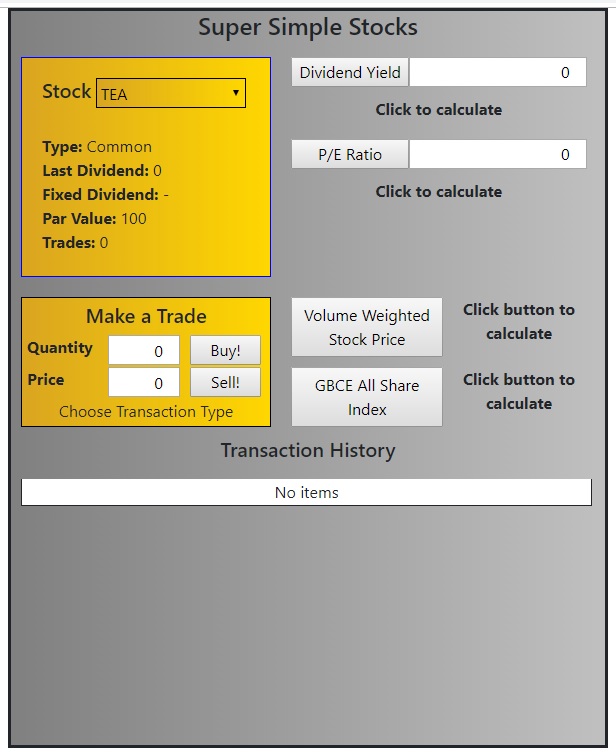 Super Simple Stocks
Stock TEA
Type: Common
Last Dividend: 0
Fixed Dividend: -
Par Value: 100
Trades: 0
Dividend Yield 0
Click to calculate
P/E Ratio 0
Click to calculate
Make a Trade
Quantity 0 Buy!
Price 0 Sell!
Choose Transaction Type
Volume Weighted
Stock Price
Click button to
calculate
GBCE All Share
Index
Click button to
calculate
Transaction History
No items